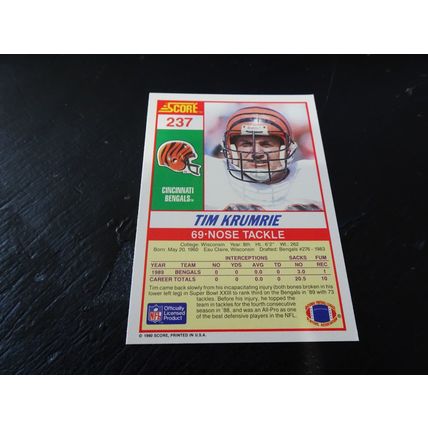 SCORE
237
CINCINNATI
BENGALS™
TIM KRUMRIE
69·NOSE TACKLE
College: Wisconsin Year: 8th Ht: 6'2" Wt: 262
Born: May 20, 1960 Eau Claire, Wisconsin Drafted: Bengals #276 - 1983
INTERCEPTIONS SACKS FUM
YEAR TEAM NO YDS AVG TD NO REC
1989 BENGALS 0 0 0.0 0 3.0 1
CAREER TOTALS 0 0 0.0 0 20.5 10
Tim came back slowly from his incapacitating injury (both bones broken in his
lower left leg) in Super Bowl XXIII to rank third on the Bengals in '89 with 73
tackles. Before his injury, he topped the
team in tackles for the fourth consecutive
season in '88, and was an All-Pro as one
of the best defensive players in the NFL.
NFL
Officially
Licensed
Product
© 1990 SCORE, PRINTED IN U.S.A.